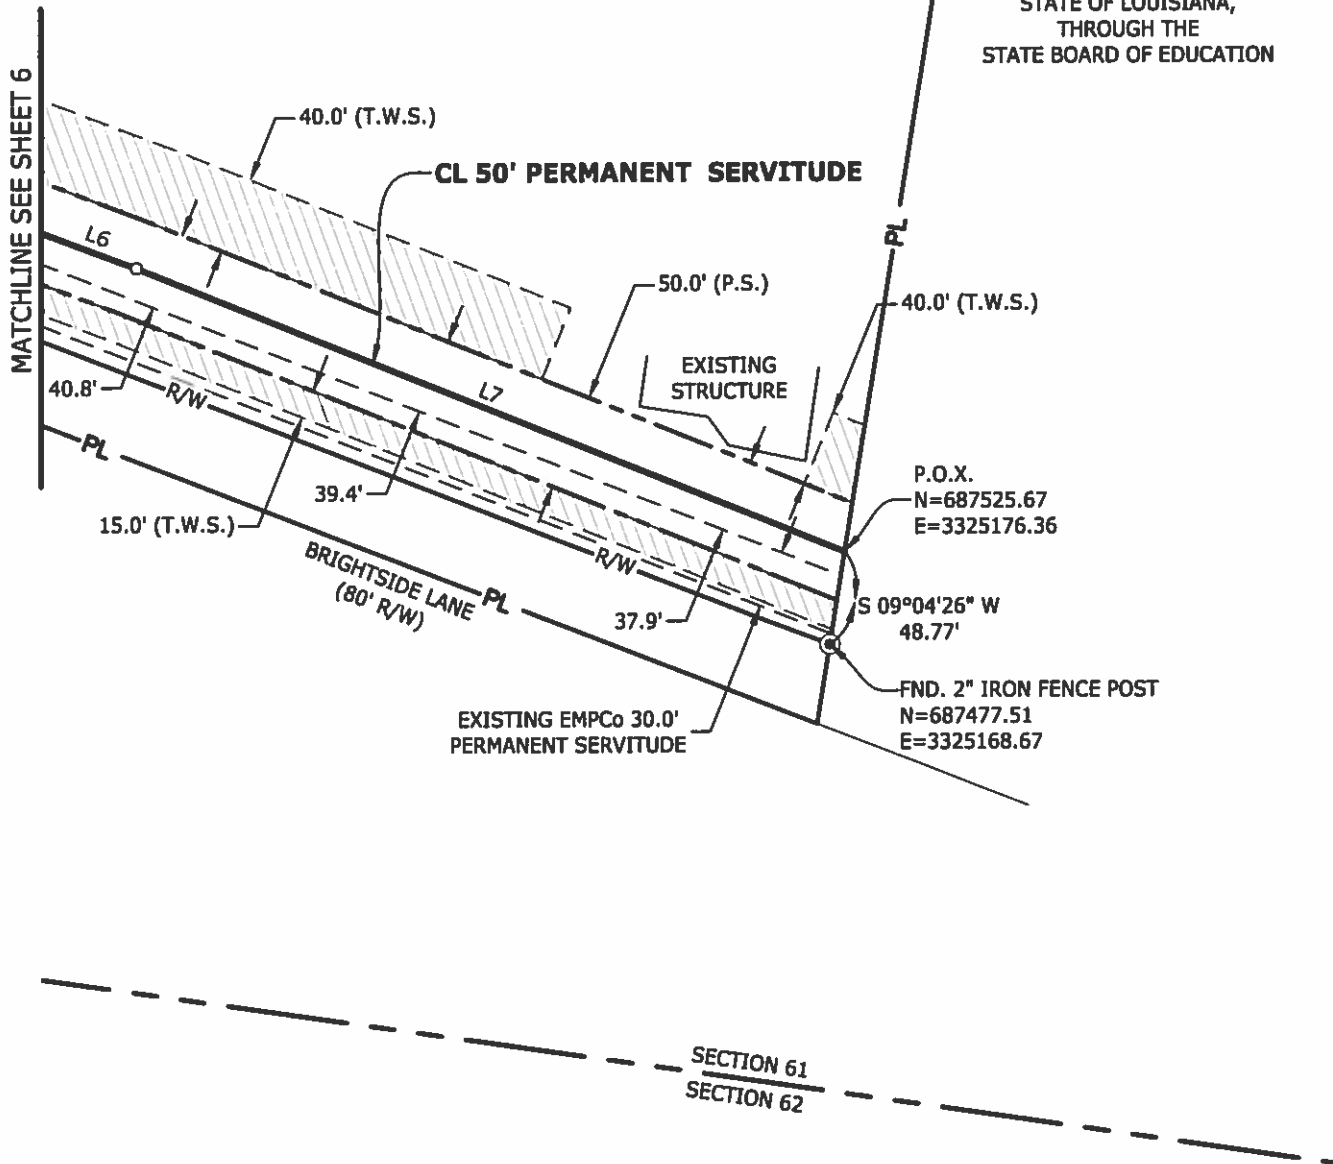 STATE OF LOUISIANA,
THROUGH THE
STATE BOARD OF EDUCATION
MATCHLINE SEE SHEET 6
40.0' (T.W.S.)
CL 50' PERMANENT SERVITUDE
L6
PL
50.0' (P.S.)
40.0' (T.W.S.)
EXISTING
STRUCTURE
L7
40.8'
R/W
PL
39.4'
15.0' (T.W.S.)
P.O.X.
N=687525.67
E=3325176.36
BRIGHTSIDE LANE
(80' R/W)
PL
R/W
37.9'
S 09°04'26" W
48.77'
EXISTING EMPCo 30.0'
PERMANENT SERVITUDE
FND. 2" IRON FENCE POST
N=687477.51
E=3325168.67
SECTION 61
SECTION 62